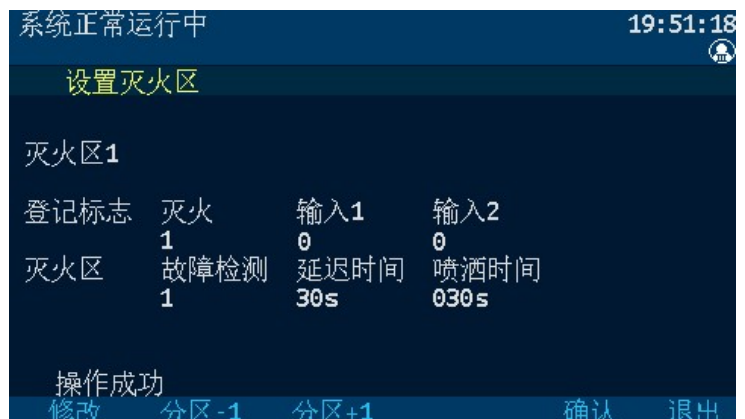 系统正常运行中 19:51:18
设置灭火区
灭火区1
登记标志 灭火 输入1 输入2
1 0 0
灭火区 故障检测 延迟时间 喷洒时间
1 30s 030s
操作成功
修改 分区-1 分区+1 确认 退出